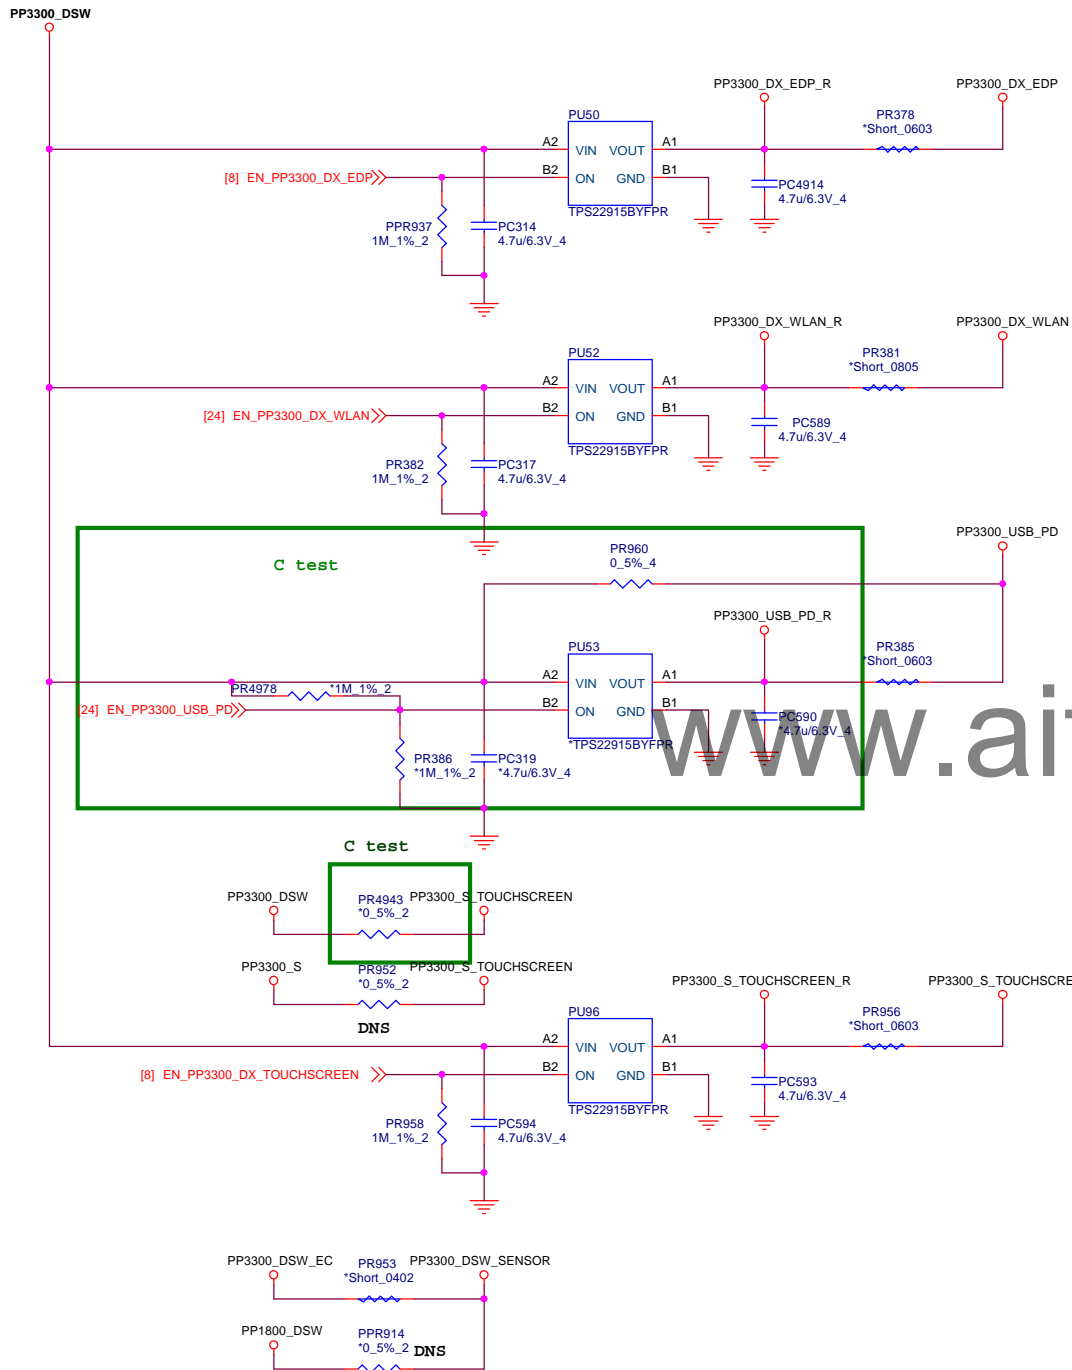 PP3300_DSW
PP3300_DX_EDP_R
PP3300_DX_EDP
PU50
PR378
*Short_0603
A2 VIN VOUT A1
[8] EN_PP3300_DX_EDP
B2 ON GND B1
TPS22915BYFPR
PC4914
4.7u/6.3V_4
PPR937
1M_1%_2
PC314
4.7u/6.3V_4
PP3300_DX_WLAN_R
PP3300_DX_WLAN
PU52
PR381
*Short_0805
A2 VIN VOUT A1
[24] EN_PP3300_DX_WLAN
B2 ON GND B1
TPS22915BYFPR
PC589
4.7u/6.3V_4
PR382
1M_1%_2
PC317
4.7u/6.3V_4
C test
PR960
0_5%_4
PP3300_USB_PD
PP3300_USB_PD_R
PU53
PR385
*Short_0603
A2 VIN VOUT A1
PR4978 *1M_1%_2
[24] EN_PP3300_USB_PD
B2 ON GND B1
*TPS22915BYFPR
PC590
*4.7u/6.3V_4
PR386
*1M_1%_2
PC319
*4.7u/6.3V_4
www.ai
C test
PP3300_DSW
PR4943
*0_5%_2
PP3300_S_TOUCHSCREEN
PP3300_S
PR952
*0_5%_2
PP3300_S_TOUCHSCREEN
DNS
PP3300_S_TOUCHSCREEN_R
PP3300_S_TOUCHSCRE
PU96
PR956
*Short_0603
A2 VIN VOUT A1
[8] EN_PP3300_DX_TOUCHSCREEN
B2 ON GND B1
TPS22915BYFPR
PC593
4.7u/6.3V_4
PR958
1M_1%_2
PC594
4.7u/6.3V_4
PP3300_DSW_EC
PR953
*Short_0402
PP3300_DSW_SENSOR
PP1800_DSW
PPR914
*0_5%_2
DNS